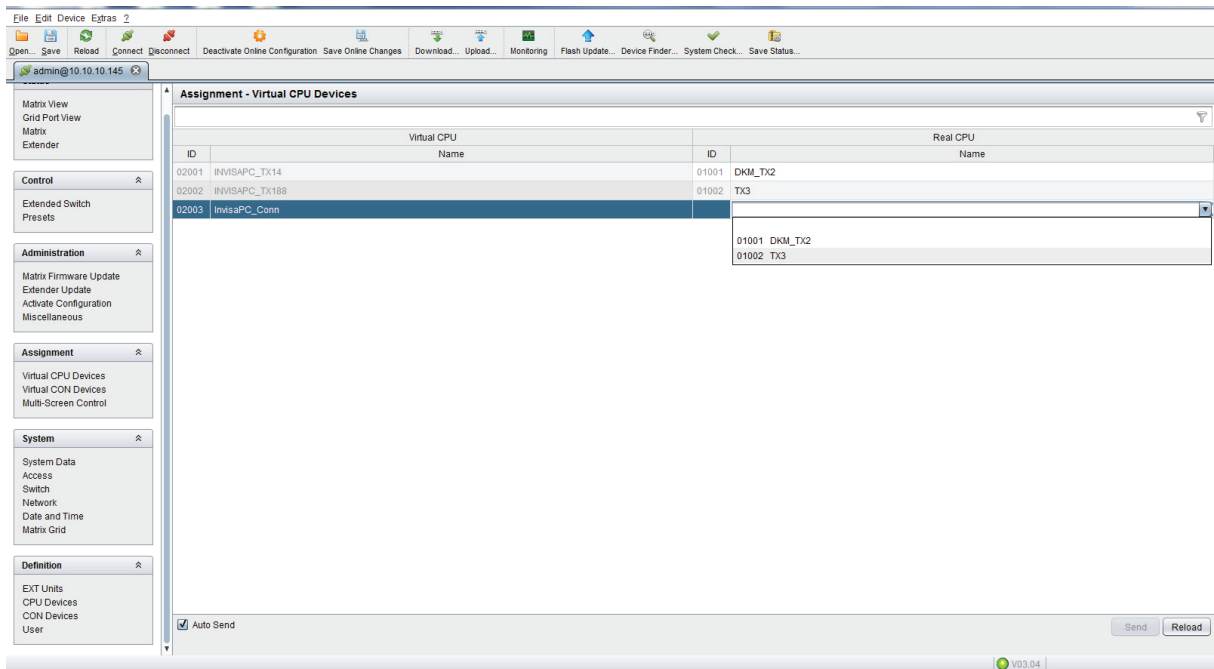 File Edit Device Extras ?
Open... Save Reload Connect Disconnect Deactivate Online Configuration Save Online Changes Download... Upload... Monitoring Flash Update... Device Finder... System Check... Save Status...
admin@10.10.10.145
Matrix View
Grid Port View
Matrix
Extender
Control
Extended Switch
Presets
Administration
Matrix Firmware Update
Extender Update
Activate Configuration
Miscellaneous
Assignment
Virtual CPU Devices
Virtual CON Devices
Multi-Screen Control
System
System Data
Access
Switch
Network
Date and Time
Matrix Grid
Definition
EXT Units
CPU Devices
CON Devices
User
Assignment - Virtual CPU Devices
Virtual CPU Real CPU
ID Name ID Name
02001 INVISAPC_TX14 01001 DKM_TX2
02002 INVISAPC_TX188 01002 TX3
02003 InvisaPC_Conn
01001 DKM_TX2
01002 TX3
Auto Send Send Reload
V03.04